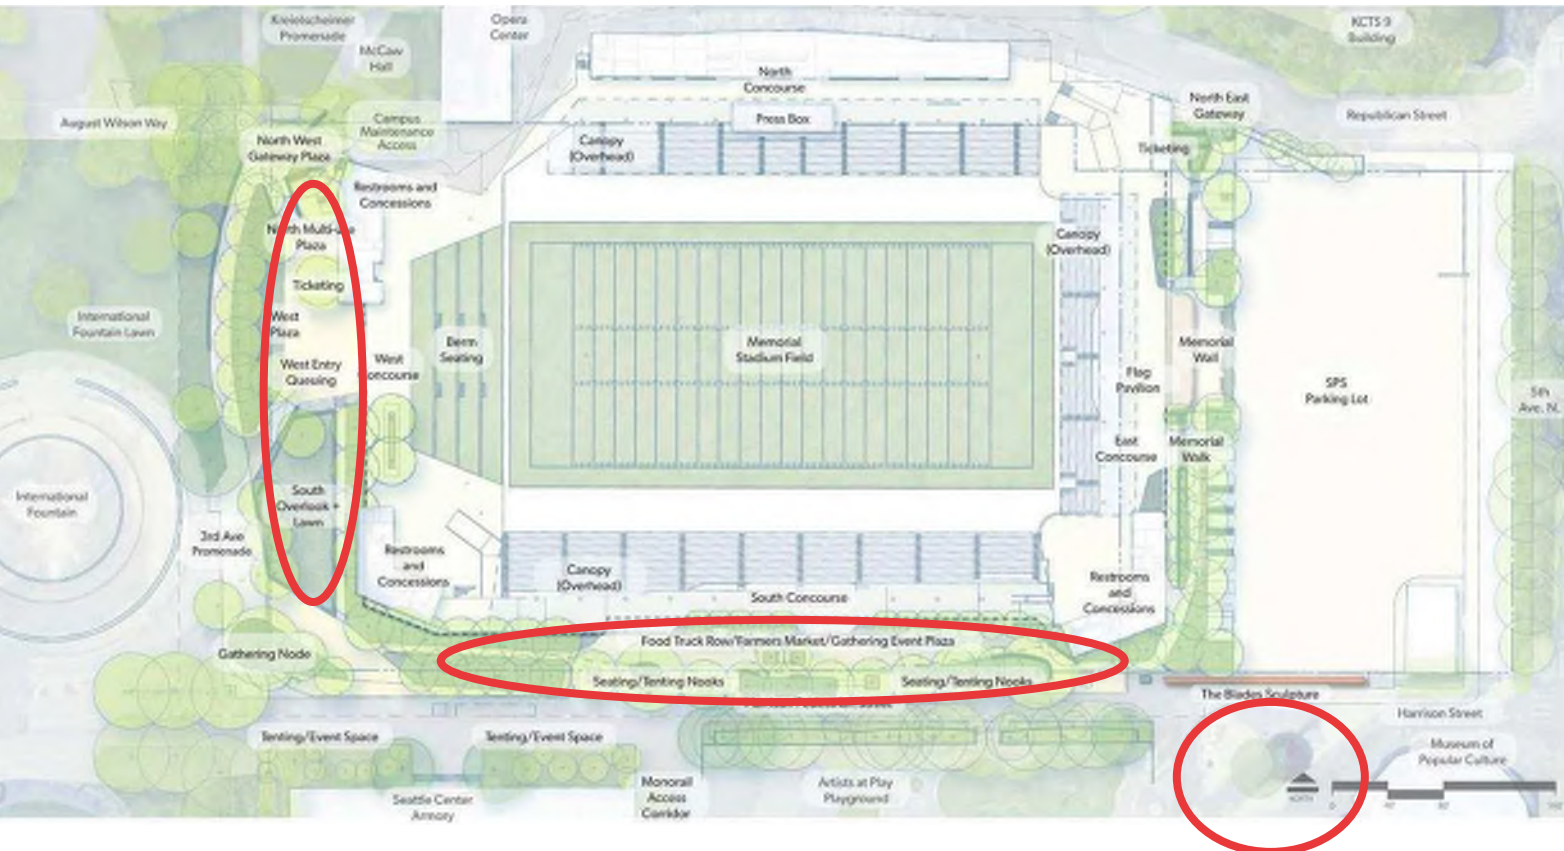 Kreielscheimer
Promenade
Opera
Center
KCTS 9
Building
McCaw
Hall
North
Concourse
North East
Gateway
August Wilson Way
Campus
Maintenance
Access
Press Box
Republican Street
North West
Gateway Plaza
Canopy
(Overhead)
Ticketing
Restrooms and
Concessions
North Multi-use
Plaza
Canopy
(Overhead)
Ticketing
International
Fountain Lawn
West
Plaza
Berm
Seating
Memorial
Stadium Field
Memorial
Wall
West Entry
Queuing
West
Concourse
Flag
Pavilion
SPS
Parking Lot
5th
Ave. N.
East
Concourse
Memorial
Walk
International
Fountain
South
Overlook +
Lawn
3rd Ave
Promenade
Restrooms
and
Concessions
Canopy
(Overhead)
Restrooms
and
Concessions
South Concourse
Food Truck Row/Farmers Market/Gathering Event Plaza
Gathering Node
Seating/Tenting Nooks
Seating/Tenting Nooks
The Blades Sculpture
Harrison Street
Tenting/Event Space
Tenting/Event Space
Museum of
Popular Culture
Monorail
Access
Corridor
Artists at Play
Playground
Seattle Center
Armory
NORTH
0